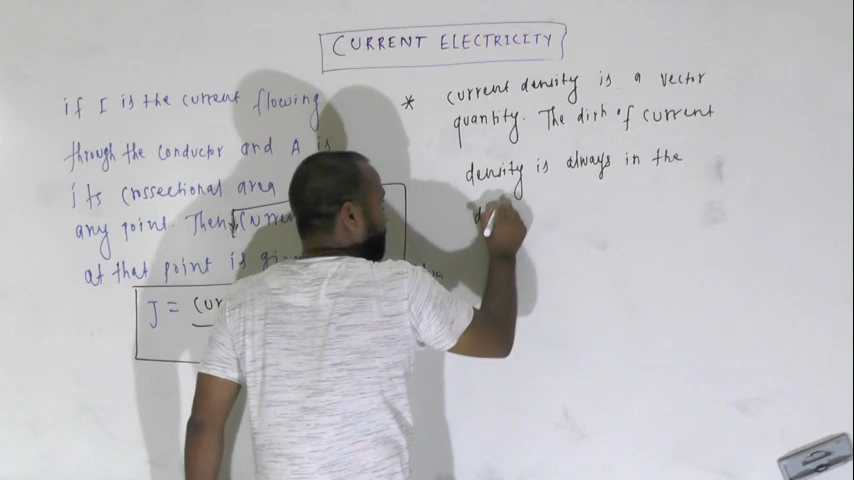 CURRENT ELECTRICITY
if I is the current flowing
through the conductor and A is
its crossectional area
any point. Then
at that point is
J =
* current density is a vector
quantity. The dirn of current
density is always in the